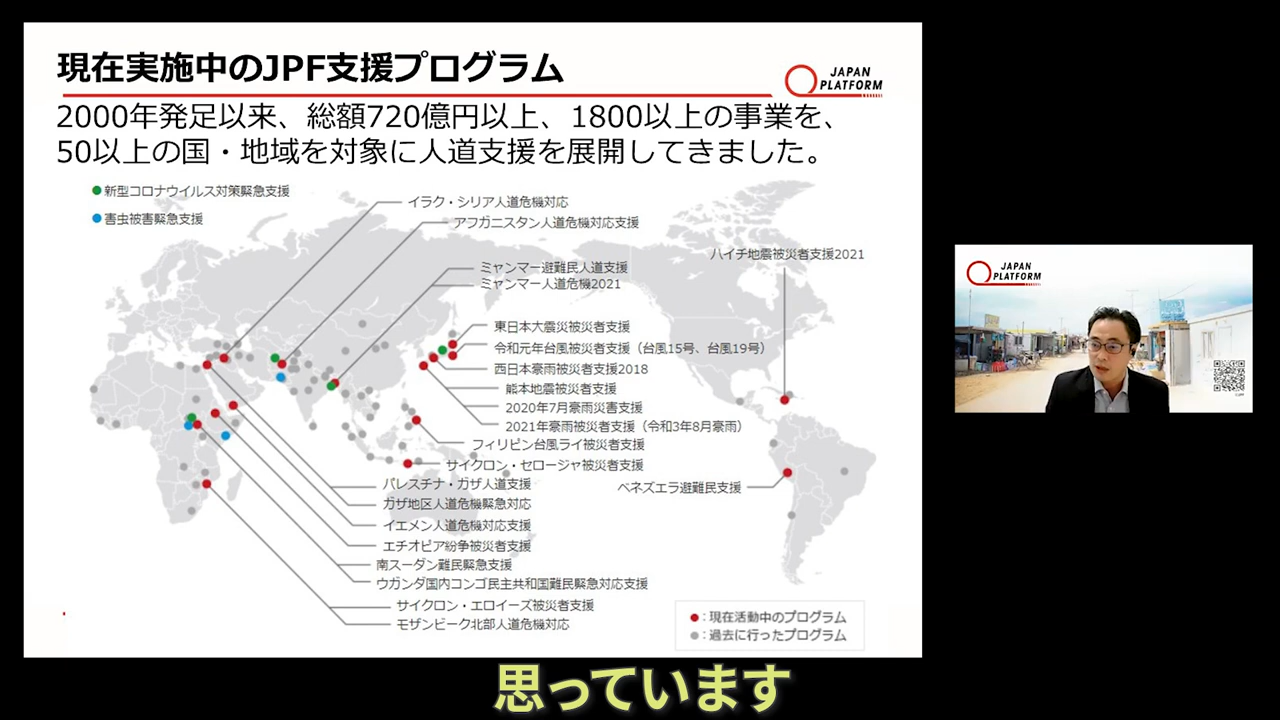 現在実施中のJPF支援プログラム
JAPAN
PLATFORM
2000年発足以来、総額720億円以上、1800以上の事業を、
50以上の国・地域を対象に人道支援を展開してきました。
新型コロナウイルス対策緊急支援
害虫被害緊急支援
イラク・シリア人道危機対応
アフガニスタン人道危機対応支援
ハイチ地震被災者支援2021
ミャンマー避難民人道支援
ミャンマー人道危機2021
東日本大震災被災者支援
令和元年台風被災者支援（台風15号、台風19号）
西日本豪雨被災者支援2018
熊本地震被災者支援
2020年7月豪雨災害支援
2021年豪雨被災者支援（令和3年8月豪雨）
フィリピン台風ライ被災者支援
サイクロン・セロージャ被災者支援
パレスチナ・ガザ人道支援
ベネズエラ避難民支援
ガザ地区人道危機緊急対応
イエメン人道危機対応支援
エチオピア紛争被災者支援
南スーダン難民緊急支援
ウガンダ国内コンゴ民主共和国難民緊急対応支援
サイクロン・エロイーズ被災者支援
モザンビーク北部人道危機対応
：現在活動中のプログラム
：過去に行ったプログラム
JAPAN
PLATFORM
思っています